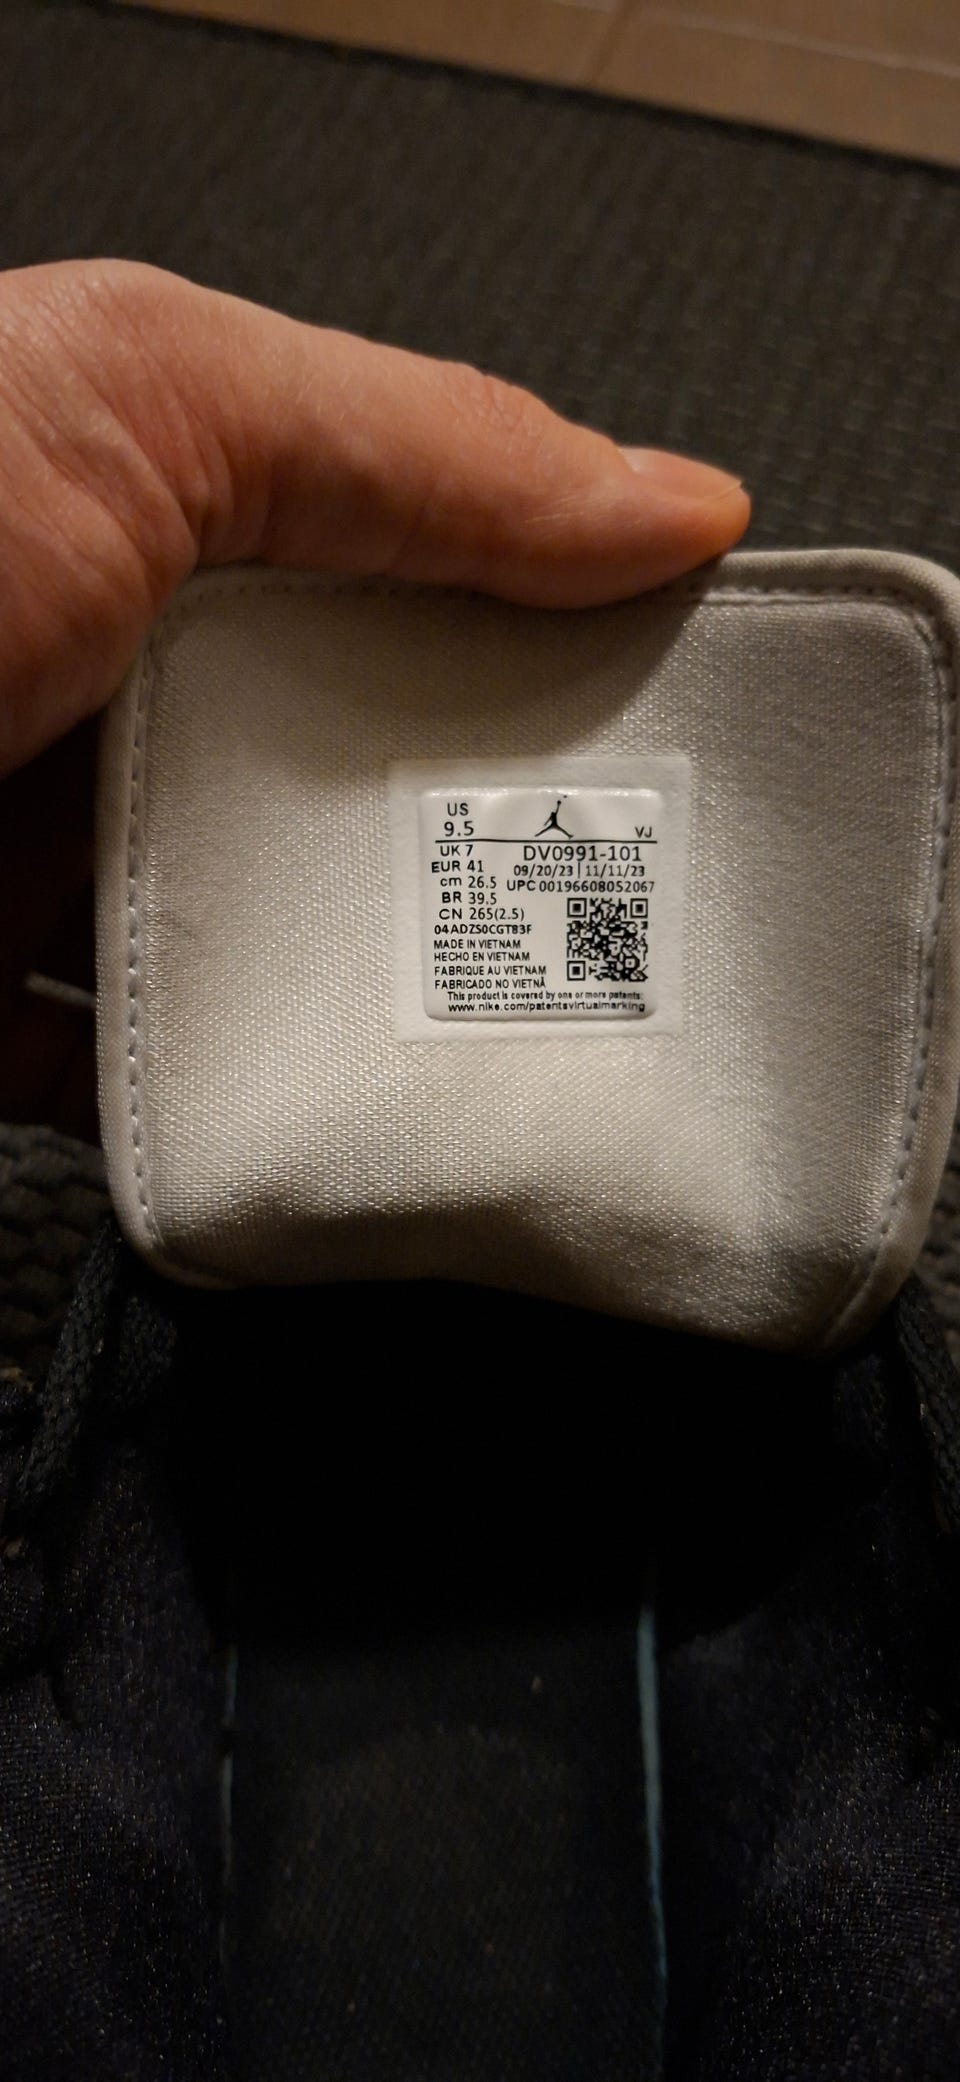 US
9.5
VJ
UK 7
DV0991-101
EUR 41
09/20/23 | 11/11/23
cm 26.5
UPC 00196608052067
BR 39.5
CN 265(2.5)
04ADZS0CGT83F
MADE IN VIETNAM
HECHO EN VIETNAM
FABRIQUE AU VIETNAM
FABRICADO NO VIETNÃ
This product is covered by one or more patents:
www.nike.com/patentsvirtualmarking